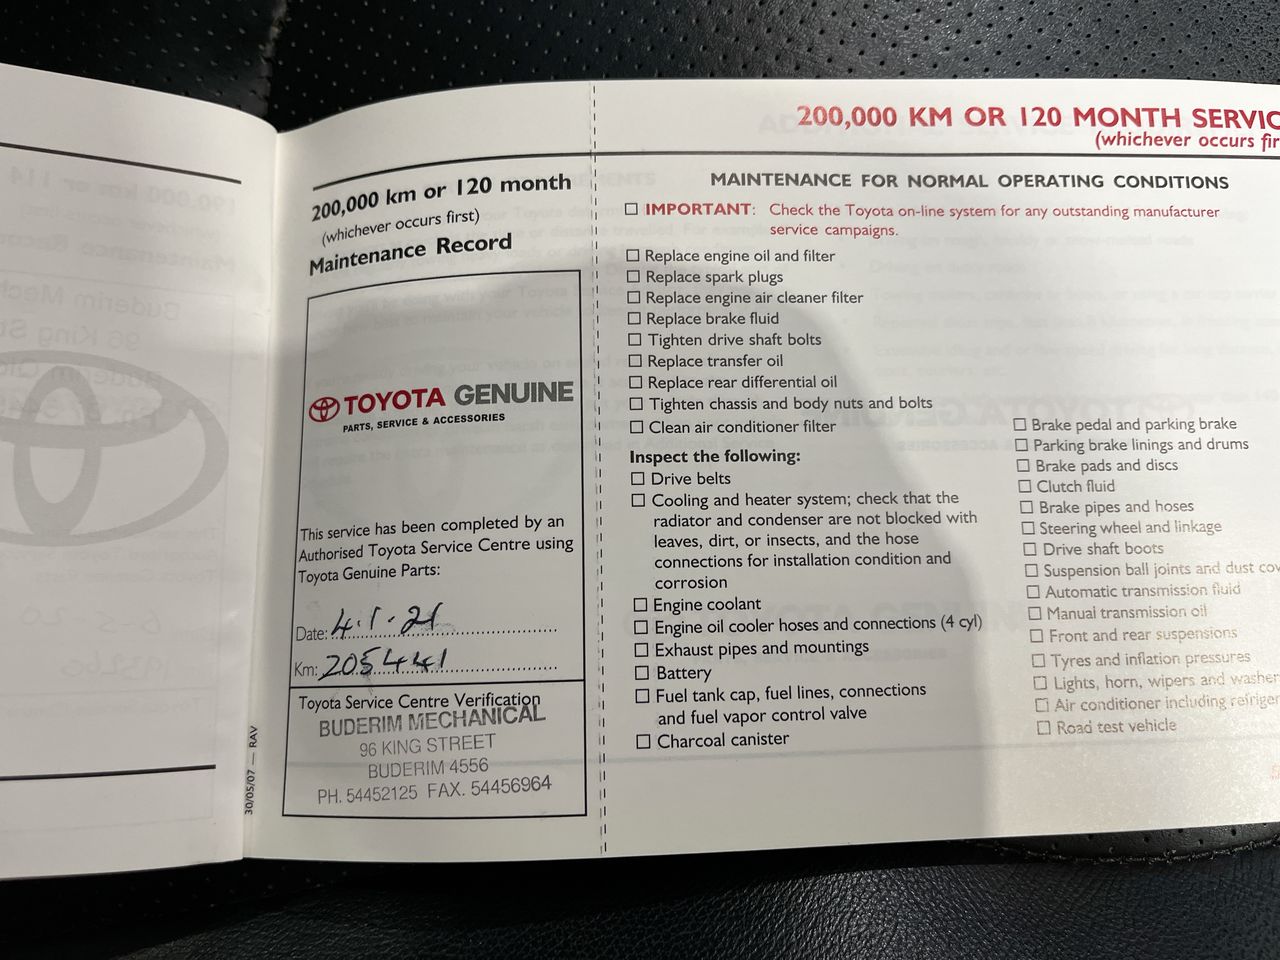 200,000 km or 120 month
(whichever occurs first)
Maintenance Record
TOYOTA GENUINE
PARTS, SERVICE & ACCESSORIES
This service has been completed by an
Authorised Toyota Service Centre using
Toyota Genuine Parts:
Date: 4.1.21
Km: 205441
Toyota Service Centre Verification
BUDERIM MECHANICAL
96 KING STREET
BUDERIM 4556
PH. 54452125 FAX. 54456964
30/05/07 — RAV
200,000 KM OR 120 MONTH SERVIC
(whichever occurs fir
MAINTENANCE FOR NORMAL OPERATING CONDITIONS
☐ IMPORTANT: Check the Toyota on-line system for any outstanding manufacturer
service campaigns.
☐ Replace engine oil and filter
☐ Replace spark plugs
☐ Replace engine air cleaner filter
☐ Replace brake fluid
☐ Tighten drive shaft bolts
☐ Replace transfer oil
☐ Replace rear differential oil
☐ Tighten chassis and body nuts and bolts
☐ Clean air conditioner filter
Inspect the following:
☐ Drive belts
☐ Cooling and heater system; check that the
radiator and condenser are not blocked with
leaves, dirt, or insects, and the hose
connections for installation condition and
corrosion
☐ Engine coolant
☐ Engine oil cooler hoses and connections (4 cyl)
☐ Exhaust pipes and mountings
☐ Battery
☐ Fuel tank cap, fuel lines, connections
and fuel vapor control valve
☐ Charcoal canister
☐ Brake pedal and parking brake
☐ Parking brake linings and drums
☐ Brake pads and discs
☐ Clutch fluid
☐ Brake pipes and hoses
☐ Steering wheel and linkage
☐ Drive shaft boots
☐ Suspension ball joints and dust cov
☐ Automatic transmission fluid
☐ Manual transmission oil
☐ Front and rear suspensions
☐ Tyres and inflation pressures
☐ Lights, horn, wipers and washer
☐ Air conditioner including refriger
☐ Road test vehicle